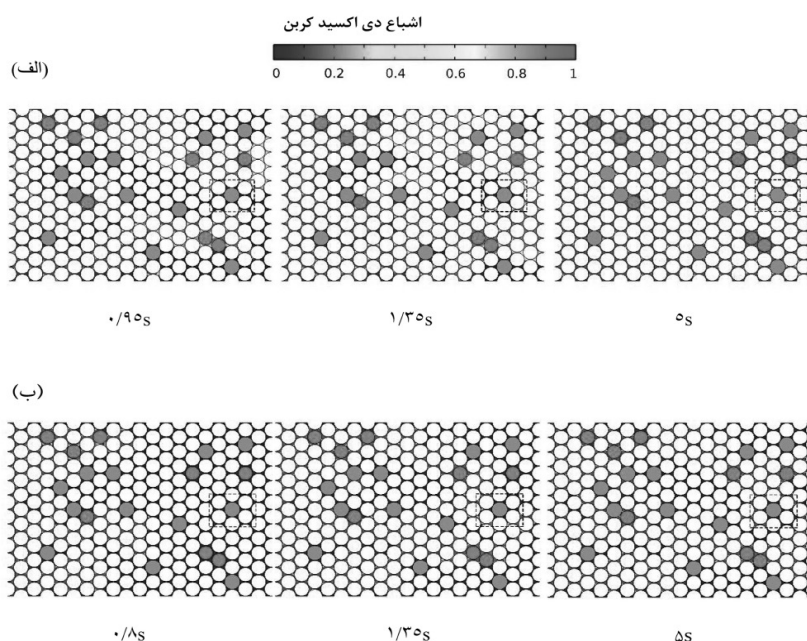 اشباع دی اکسید کربن
0 0.2 0.4 0.6 0.8 1
(الف)
۰/۹۵s ۱/۳۵s ۵s
(ب)
۰/۸s ۱/۳۵s ۵s